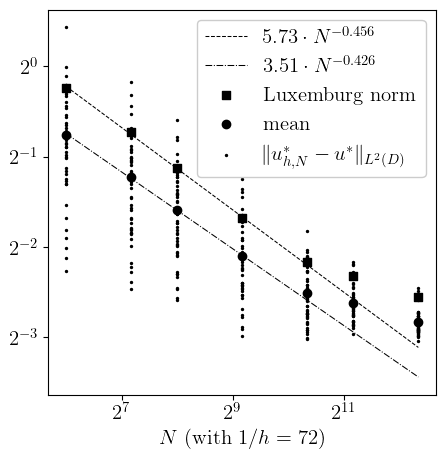 5.73 · N^{-0.456}
3.51 · N^{-0.426}
Luxemburg norm
mean
‖u^*_{h,N} − u^*‖_{L^2(D)}
2^0
2^{-1}
2^{-2}
2^{-3}
2^7 2^9 2^{11}
N (with 1/h = 72)